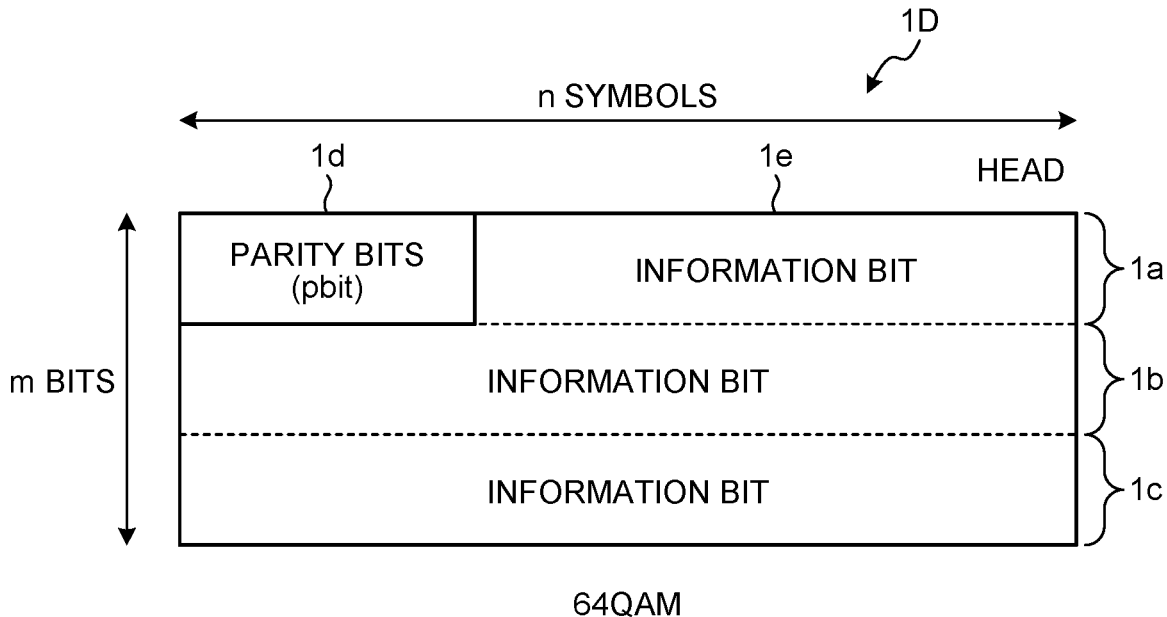 1D
n SYMBOLS
1d
1e
HEAD
PARITY BITS
(pbit)
INFORMATION BIT
1a
m BITS
INFORMATION BIT
1b
INFORMATION BIT
1c
64QAM